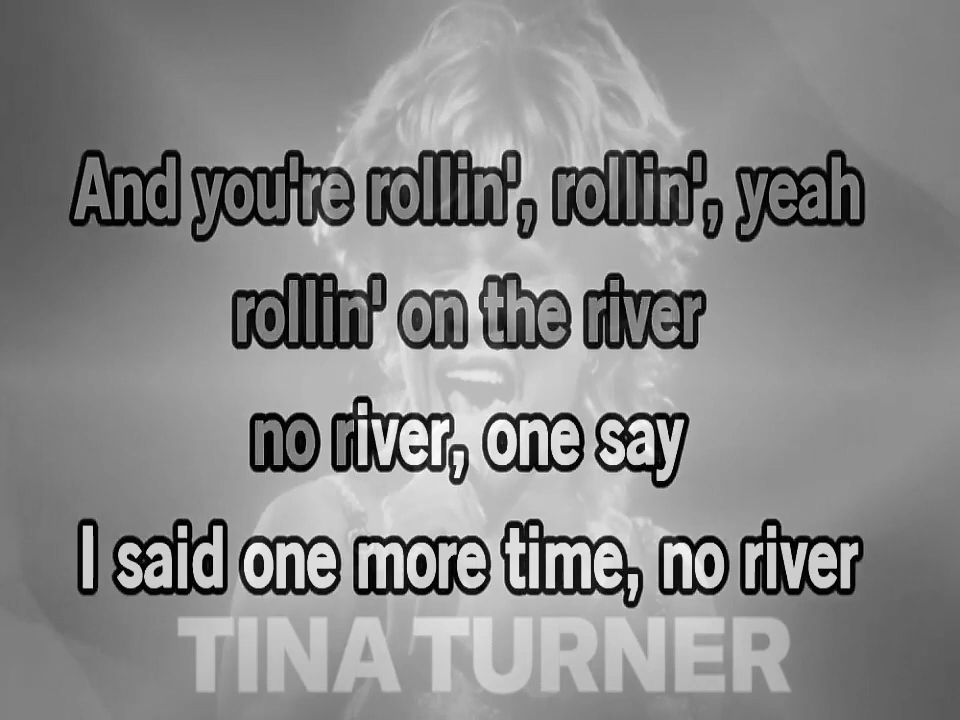 And you're rollin', rollin', yeah
rollin' on the river
no river, one say
I said one more time, no river
TINA TURNER